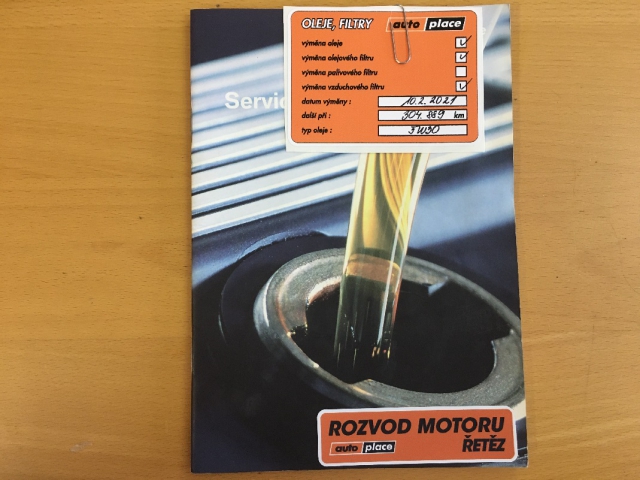 OLEJE, FILTRY auto place
výměna oleje
výměna olejového filtru
výměna palivového filtru
výměna vzduchového filtru
datum výměny : 10.2.2021
další při : 304.889 km
typ oleje : 5W30
Servic
ROZVOD MOTORU
auto place ŘETĚZ